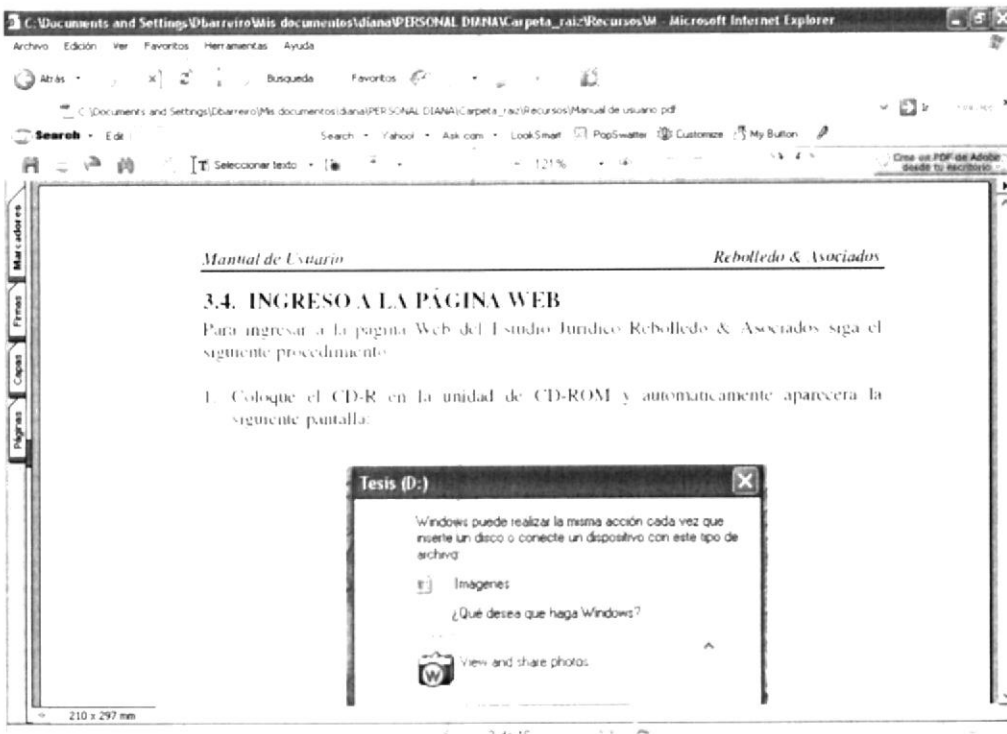 C:\Documents and Settings\Dbarreiro\Mis documentos\diana\PERSONAL DIANA\Carpeta_raiz\Recursos\M - Microsoft Internet Explorer
Archivo Edición Ver Favoritos Herramientas Ayuda
Atrás Busqueda Favoritos
C:\Documents and Settings\Dbarreiro\Mis documentos\diana\PERSONAL DIANA\Carpeta_raiz\Recursos\Manual de usuario.pdf Ir
Search Search Yahoo! Ask.com LookSmart PopSwatter Customize My Button
Seleccionar texto 121%
Cree un PDF de Adobe
desde tu escritorio
Marcadores
Firmas
Capas
Páginas
Manual de Usuario Rebolledo & Asociados
3.4. INGRESO A LA PÁGINA WEB
Para ingresar a la pagina Web del Estudio Juridico Rebolledo & Asociados siga el
siguiente procedimiento
1. Coloque el CD-R en la unidad de CD-ROM y automaticamente aparecera la
siguiente pantalla:
Tesis (D:)
Windows puede realizar la misma acción cada vez que
inserte un disco o conecte un dispositivo con este tipo de
archivo:
Imágenes
¿Qué desea que haga Windows?
View and share photos
210 x 297 mm